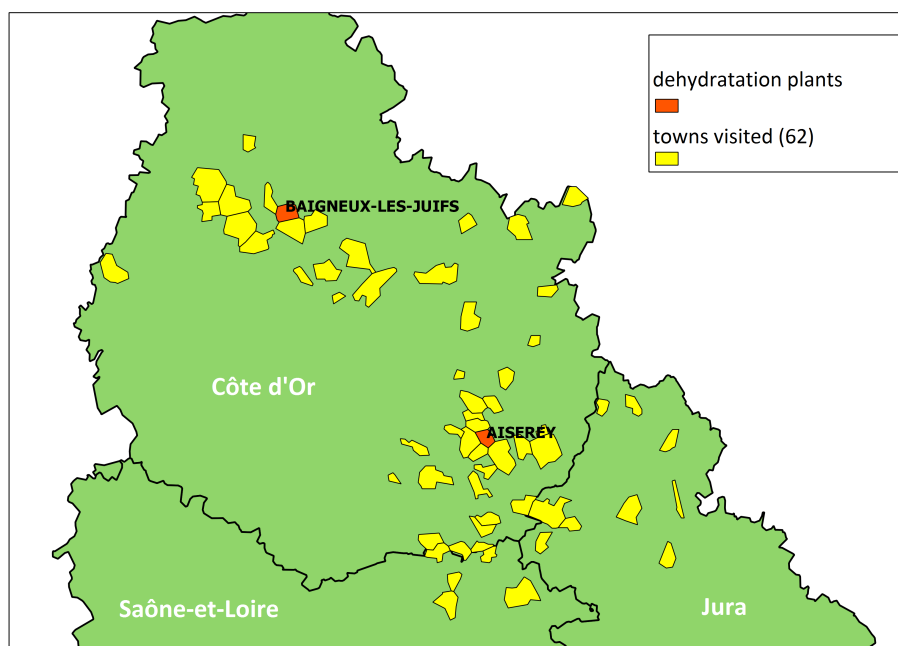 dehydratation plants
towns visited (62)
BAIGNEUX-LES-JUIFS
Côte d'Or
AISEREY
Saône-et-Loire
Jura